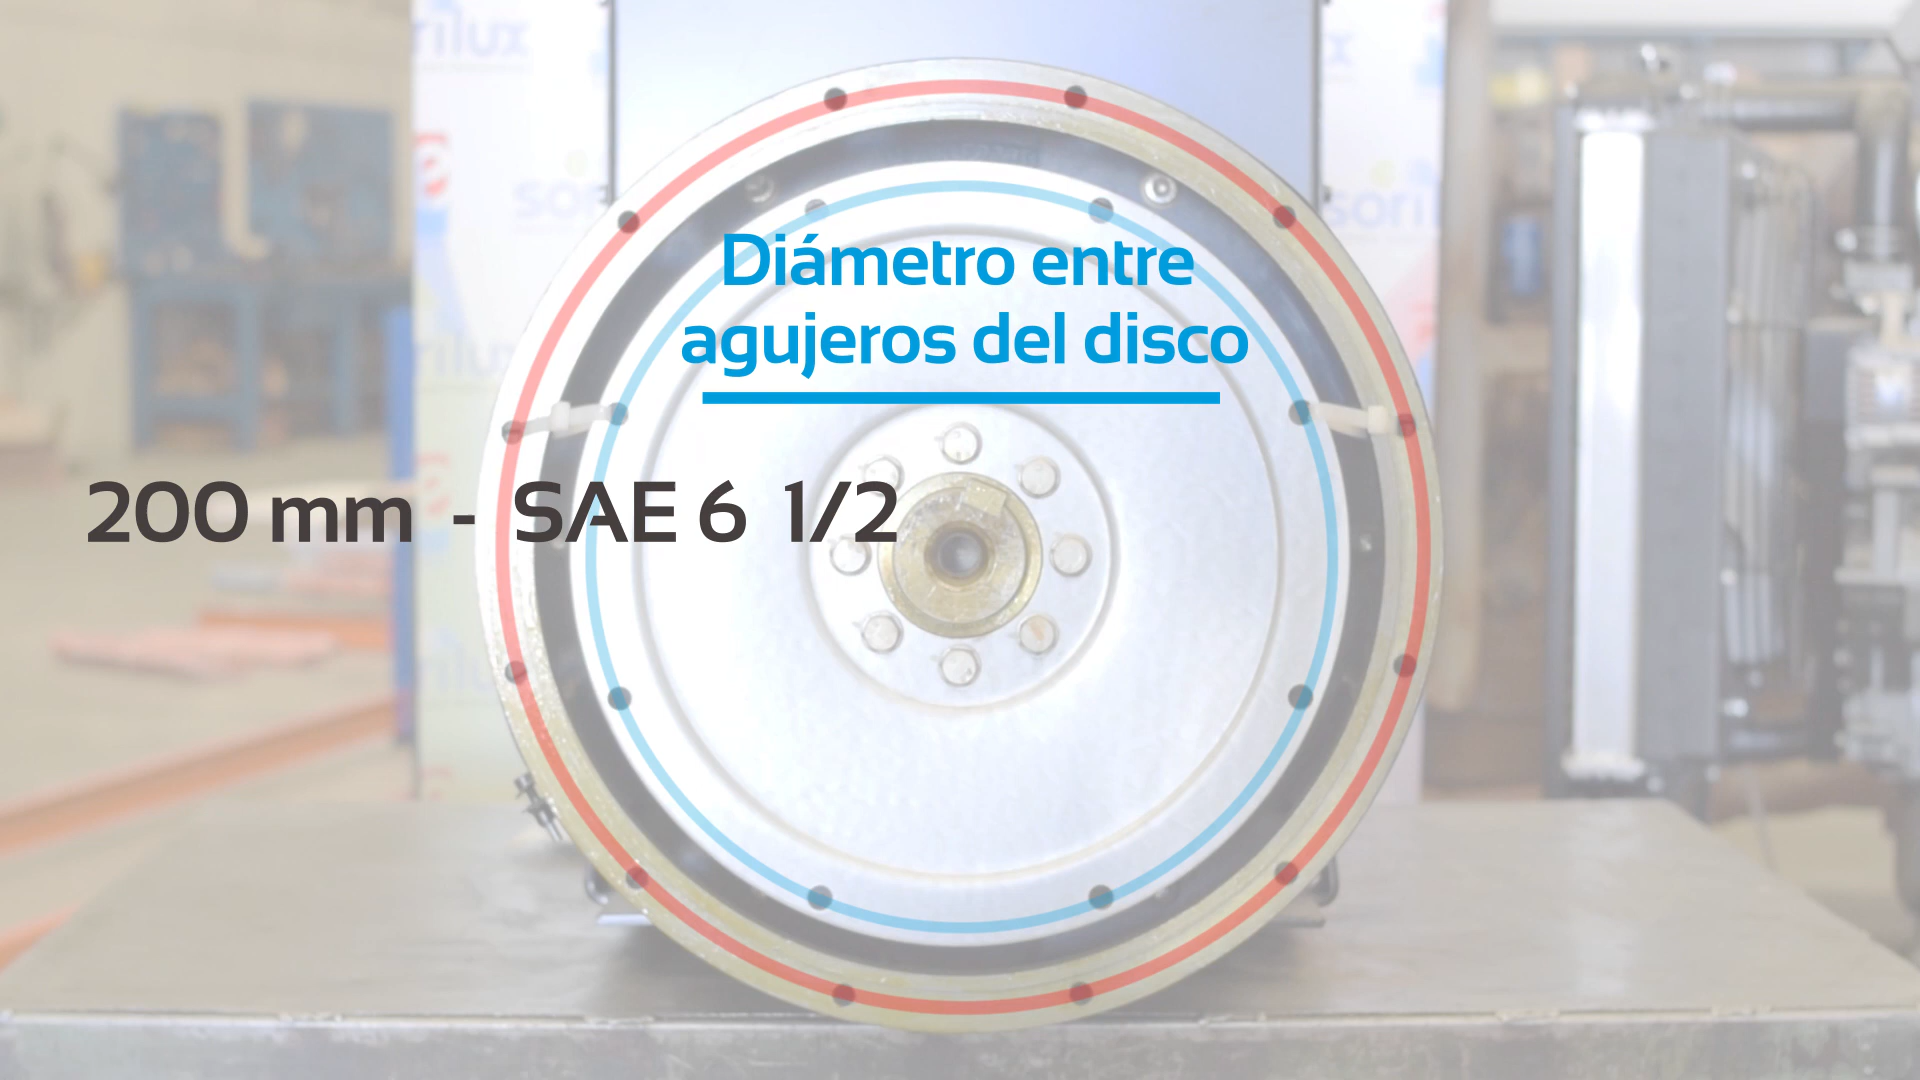 Diámetro entre
agujeros del disco
200 mm - SAE 6 1/2